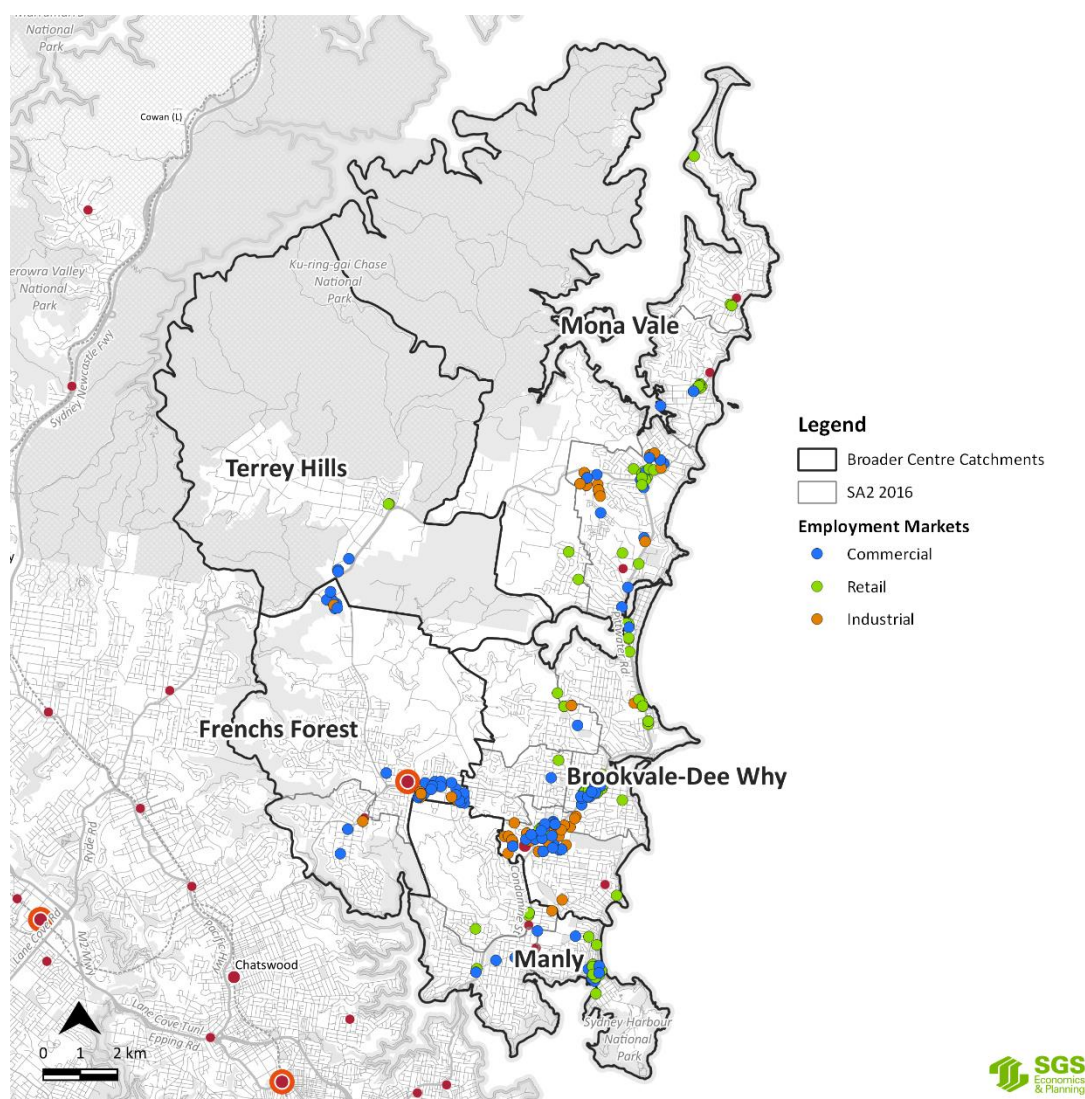 National
Park
Cowan (L)
Ku-ring-gai Chase
National
Park
Valley
National
Park
Sydney Newcastle Fwy
Mona Vale
Terrey Hills
Legend
Broader Centre Catchments
SA2 2016
Employment Markets
Commercial
Retail
Industrial
Frenchs Forest
Brookvale-Dee Why
Ryde Rd
Pacific Hwy
Lane Cove Rd
M2 Mwy
Chatswood
Manly
Lane Cove Tunl
Epping Rd
Sydney Harbour
National
Park
0 1 2 km
SGS
Economics
& Planning